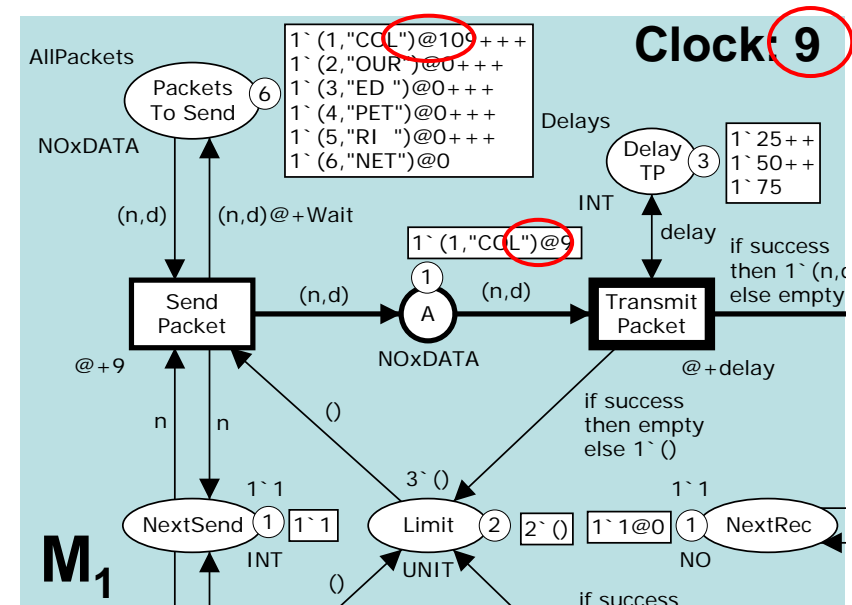 AllPackets
Packets
To Send
6
NOxDATA
1`(1,"COL")@109+++
1`(2,"OUR")@0+++
1`(3,"ED ")@0+++
1`(4,"PET")@0+++
1`(5,"RI  ")@0+++
1`(6,"NET")@0
Clock: 9
Delays
Delay
TP
3
1`25++
1`50++
1`75
INT
(n,d)
(n,d)@+Wait
delay
1`(1,"COL")@9
if success
then 1`(n,d
else empty
Send
Packet
@+9
(n,d)
1
A
NOxDATA
(n,d)
Transmit
Packet
@+delay
n
n
()
if success
then empty
else 1`()
1`1
NextSend
1
1`1
INT
3`()
Limit
2
2`()
UNIT
1`1
1`1@0
1
NextRec
NO
M1
()
if success